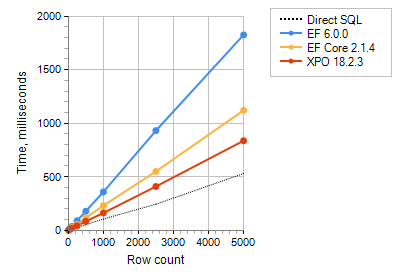 2000
1500
1000
500
0
Time, milliseconds
0 1000 2000 3000 4000 5000
Row count
Direct SQL
EF 6.0.0
EF Core 2.1.4
XPO 18.2.3